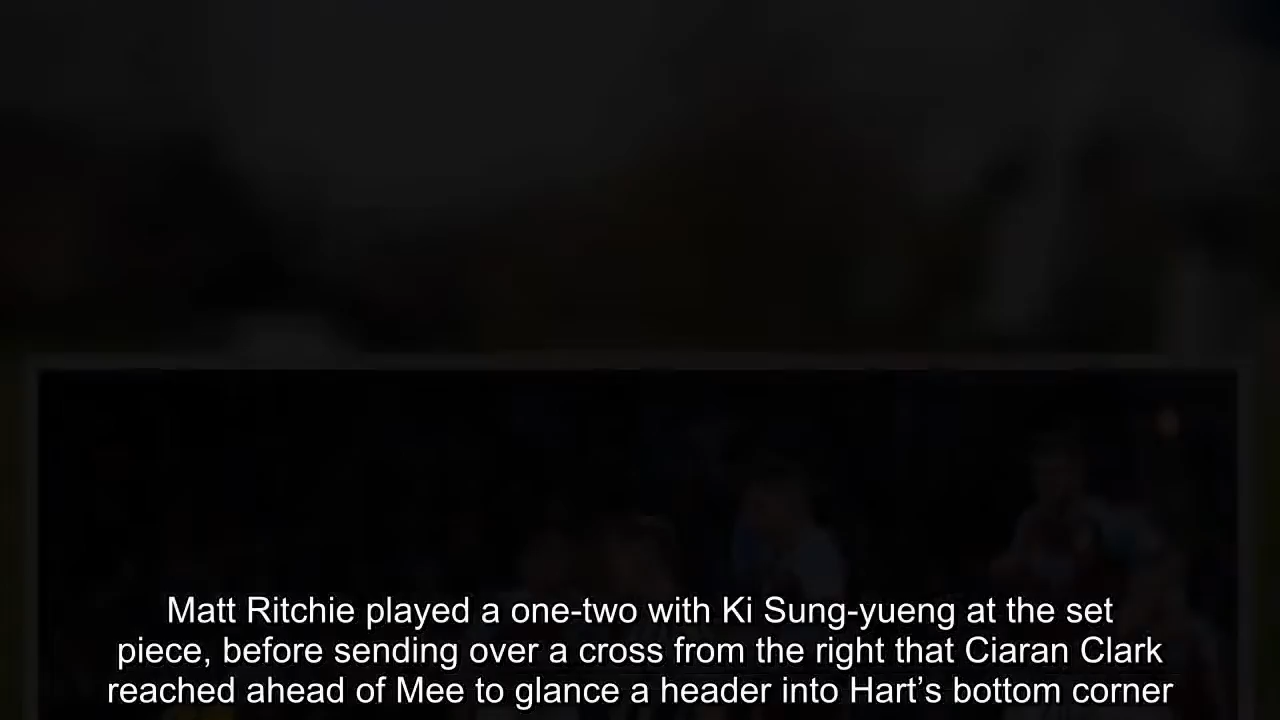 Matt Ritchie played a one-two with Ki Sung-yueng at the set
piece, before sending over a cross from the right that Ciaran Clark
reached ahead of Mee to glance a header into Hart’s bottom corner